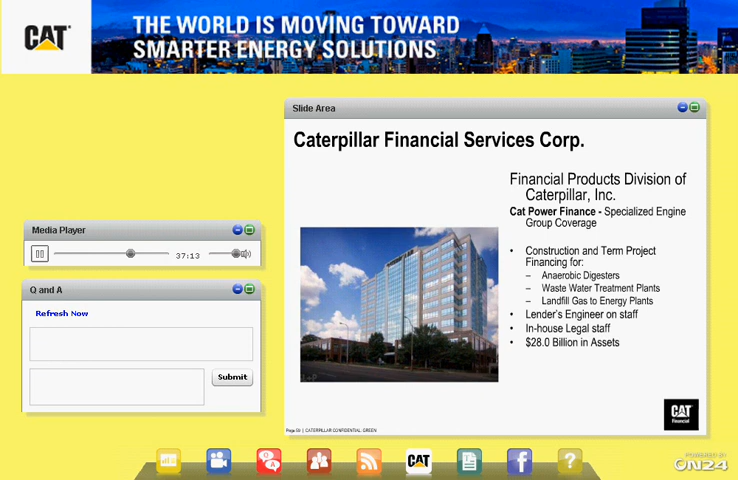 CAT
THE WORLD IS MOVING TOWARD
SMARTER ENERGY SOLUTIONS
Slide Area
Caterpillar Financial Services Corp.
Financial Products Division of
Caterpillar, Inc.
Cat Power Finance - Specialized Engine
Group Coverage
• Construction and Term Project
Financing for:
– Anaerobic Digesters
– Waste Water Treatment Plants
– Landfill Gas to Energy Plants
• Lender's Engineer on staff
• In-house Legal staff
• $28.0 Billion in Assets
CAT
Financial
CATERPILLAR CONFIDENTIAL: GREEN
Media Player
37:13
Q and A
Refresh Now
Submit
Q
A
CAT
f
?
POWERED BY
ON24